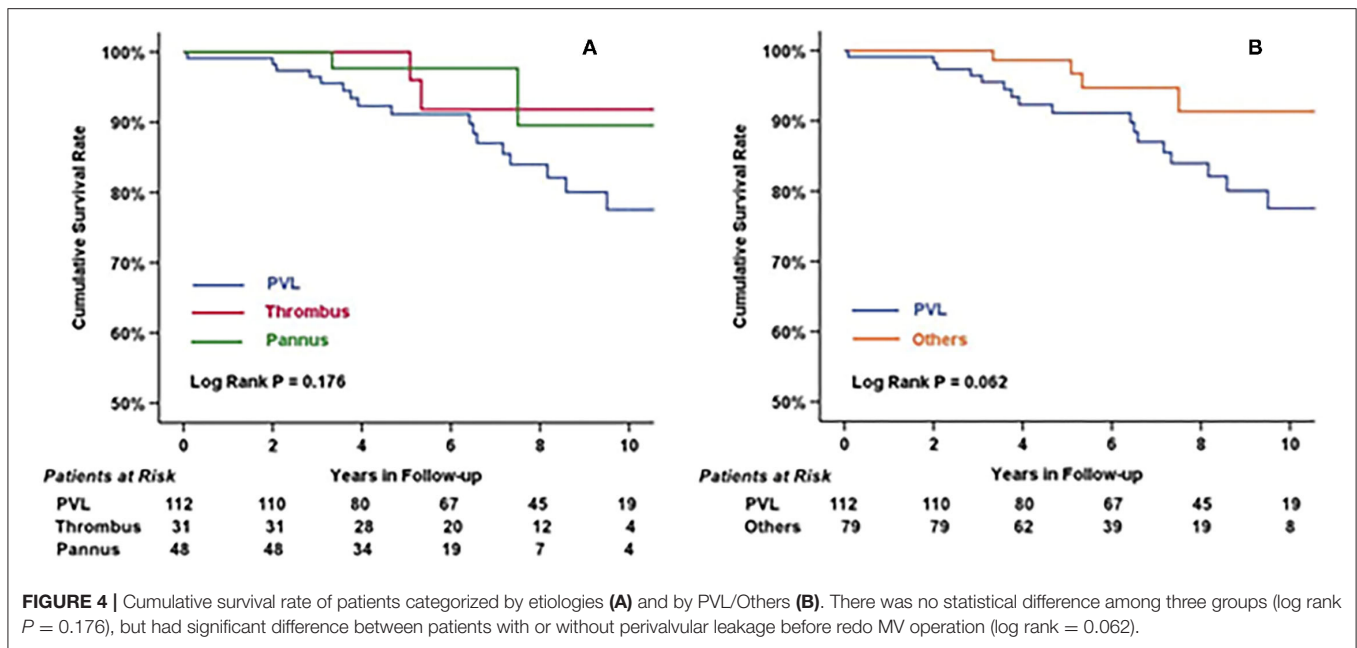 A
100%
90%
80%
70%
60%
50%
Cumulative Survival Rate
PVL
Thrombus
Pannus
Log Rank P = 0.176
0 2 4 6 8 10
Patients at Risk Years in Follow-up
PVL 112 110 80 67 45 19
Thrombus 31 31 28 20 12 4
Pannus 48 48 34 19 7 4
B
100%
90%
80%
70%
60%
50%
Cumulative Survival Rate
PVL
Others
Log Rank P = 0.062
0 2 4 6 8 10
Patients at Risk Years in Follow-up
PVL 112 110 80 67 45 19
Others 79 79 62 39 19 8
FIGURE 4 | Cumulative survival rate of patients categorized by etiologies (A) and by PVL/Others (B). There was no statistical difference among three groups (log rank
P = 0.176), but had significant difference between patients with or without perivalvular leakage before redo MV operation (log rank = 0.062).